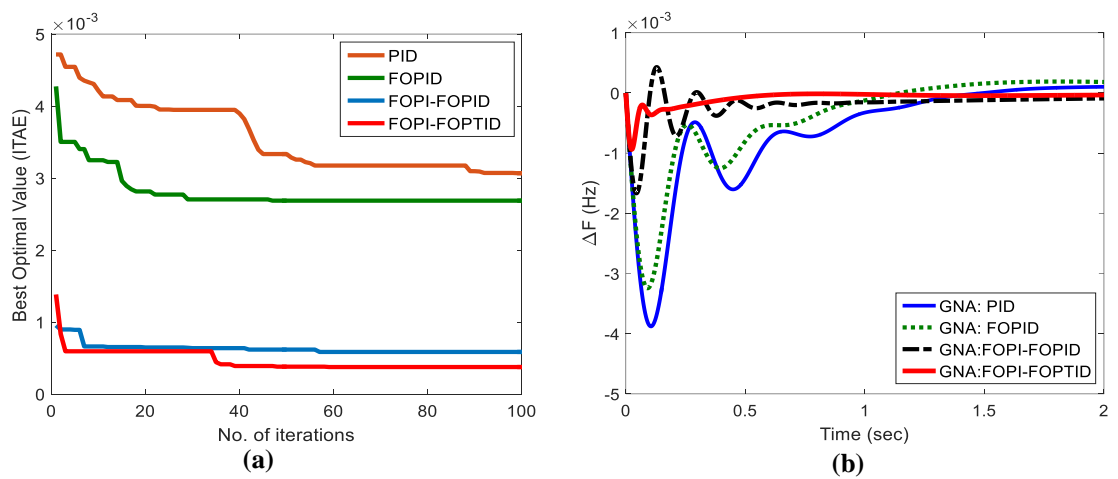 ×10⁻³
5
4
3
2
1
0
Best Optimal Value (ITAE)
PID
FOPID
FOPI-FOPID
FOPI-FOPTID
0
20
40
60
80
100
No. of iterations
(a)
×10⁻³
1
0
-1
-2
-3
-4
-5
ΔF (Hz)
GNA: PID
GNA: FOPID
GNA:FOPI-FOPID
GNA:FOPI-FOPTID
0
0.5
1
1.5
2
Time (sec)
(b)